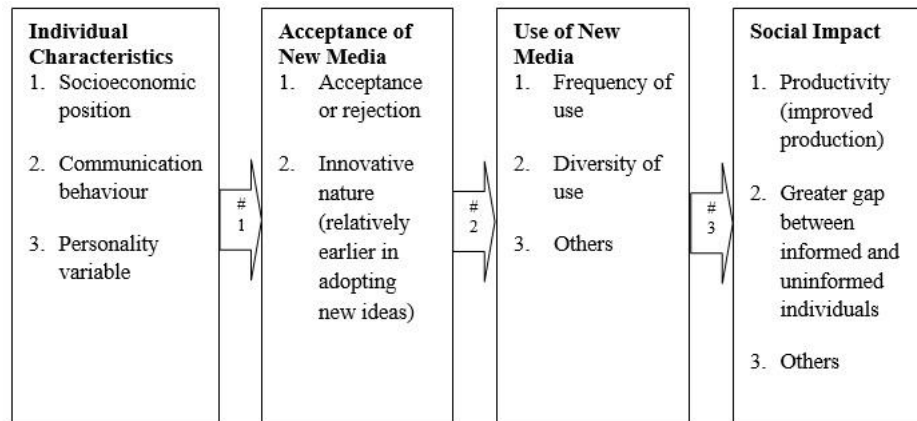 Individual
Characteristics
1. Socioeconomic
position
2. Communication
behaviour
3. Personality
variable
#
1
Acceptance of
New Media
1. Acceptance
or rejection
2. Innovative
nature
(relatively
earlier in
adopting
new ideas)
#
2
Use of New
Media
1. Frequency of
use
2. Diversity of
use
3. Others
#
3
Social Impact
1. Productivity
(improved
production)
2. Greater gap
between
informed and
uninformed
individuals
3. Others